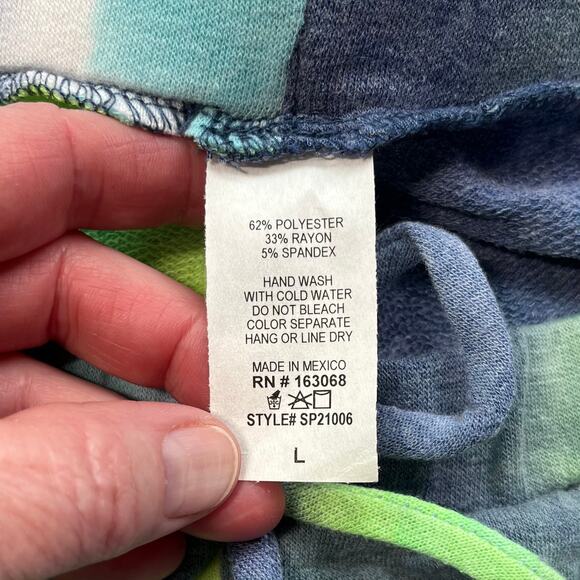 62% POLYESTER
33% RAYON
5% SPANDEX
HAND WASH
WITH COLD WATER
DO NOT BLEACH
COLOR SEPARATE
HANG OR LINE DRY
MADE IN MEXICO
RN # 163068
STYLE# SP21006
L